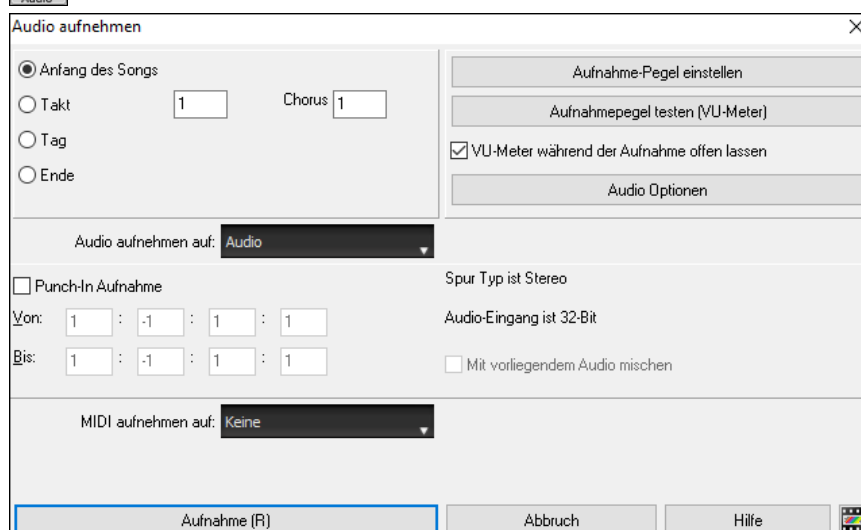 Audio
Audio aufnehmen
Anfang des Songs
Takt 1 Chorus 1
Tag
Ende
Aufnahme-Pegel einstellen
Aufnahmepegel testen (VU-Meter)
VU-Meter während der Aufnahme offen lassen
Audio Optionen
Audio aufnehmen auf: Audio
Punch-In Aufnahme
Von: 1 : -1 : 1 : 1
Bis: 1 : -1 : 1 : 1
Spur Typ ist Stereo
Audio-Eingang ist 32-Bit
Mit vorliegendem Audio mischen
MIDI aufnehmen auf: Keine
Aufnahme (R) Abbruch Hilfe